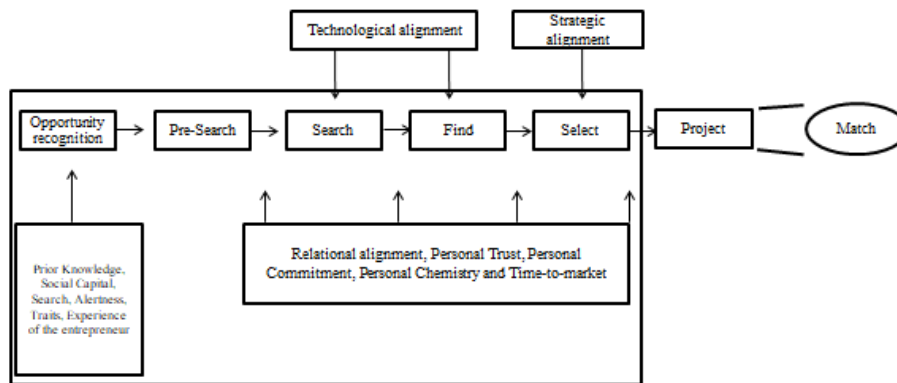 Technological alignment
Strategic
alignment
Opportunity
recognition
Pre-Search
Search
Find
Select
Project
Match
Prior Knowledge,
Social Capital,
Search, Alertness,
Traits, Experience
of the entrepreneur
Relational alignment, Personal Trust, Personal
Commitment, Personal Chemistry and Time-to-market